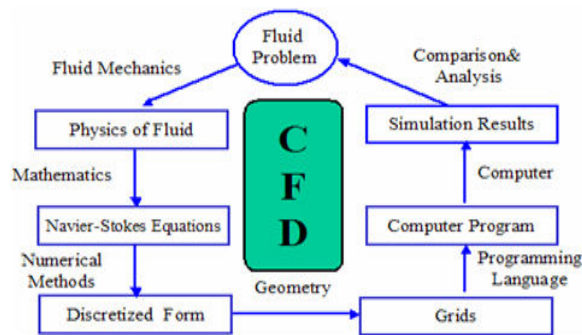 Fluid
Problem
Fluid Mechanics
Comparison&
Analysis
Physics of Fluid
Simulation Results
Mathematics
C
F
D
Computer
Navier-Stokes Equations
Computer Program
Numerical
Methods
Programming
Language
Geometry
Discretized Form
Grids